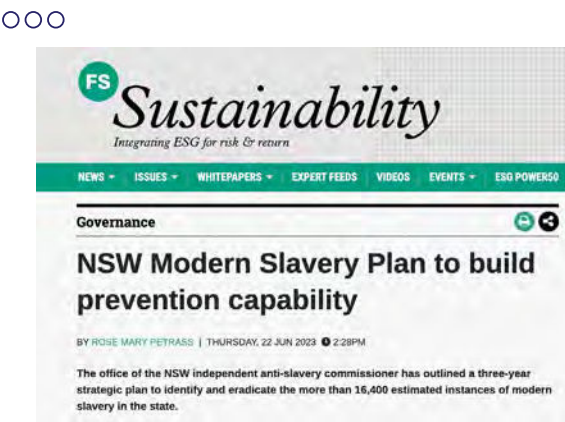 FS
Sustainability
Integrating ESG for risk & return
NEWS ISSUES WHITEPAPERS EXPERT FEEDS VIDEOS EVENTS ESG POWER50
Governance
NSW Modern Slavery Plan to build
prevention capability
BY ROSE MARY PETRASS | THURSDAY, 22 JUN 2023 2:28PM
The office of the NSW independent anti-slavery commissioner has outlined a three-year
strategic plan to identify and eradicate the more than 16,400 estimated instances of modern
slavery in the state.